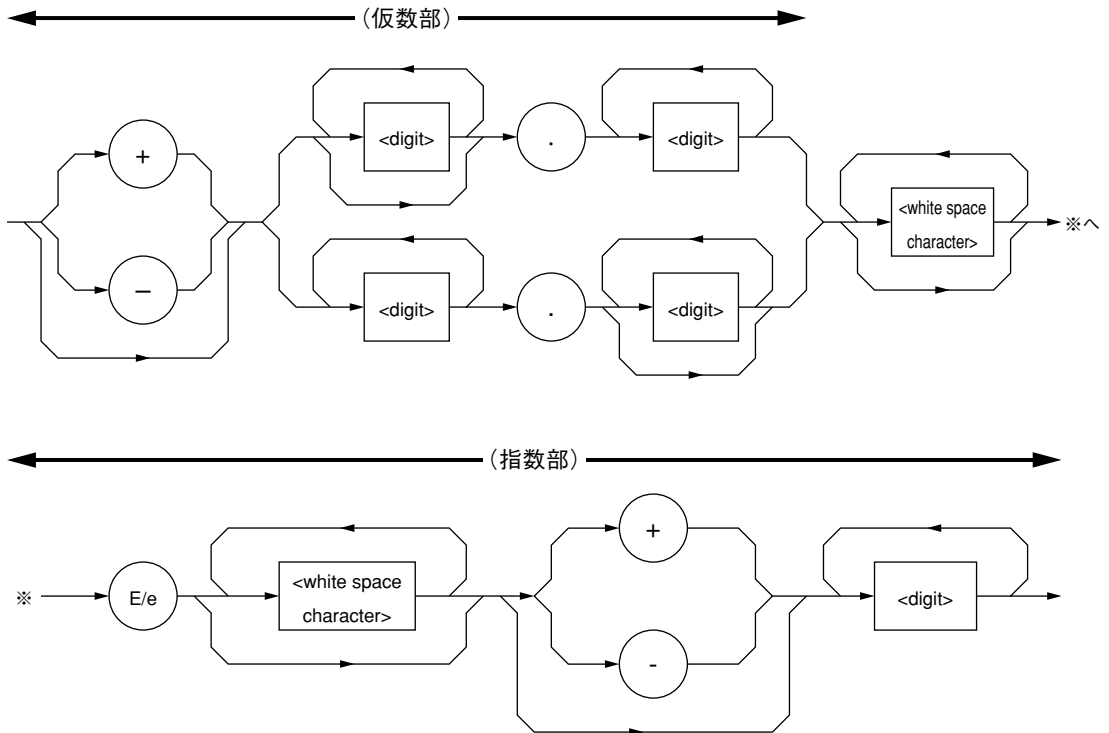 （仮数部）
+
<digit> . <digit>
<white space
character>
※へ
−
<digit> . <digit>
（指数部）
+
※ E/e
<white space
character>
<digit>
-